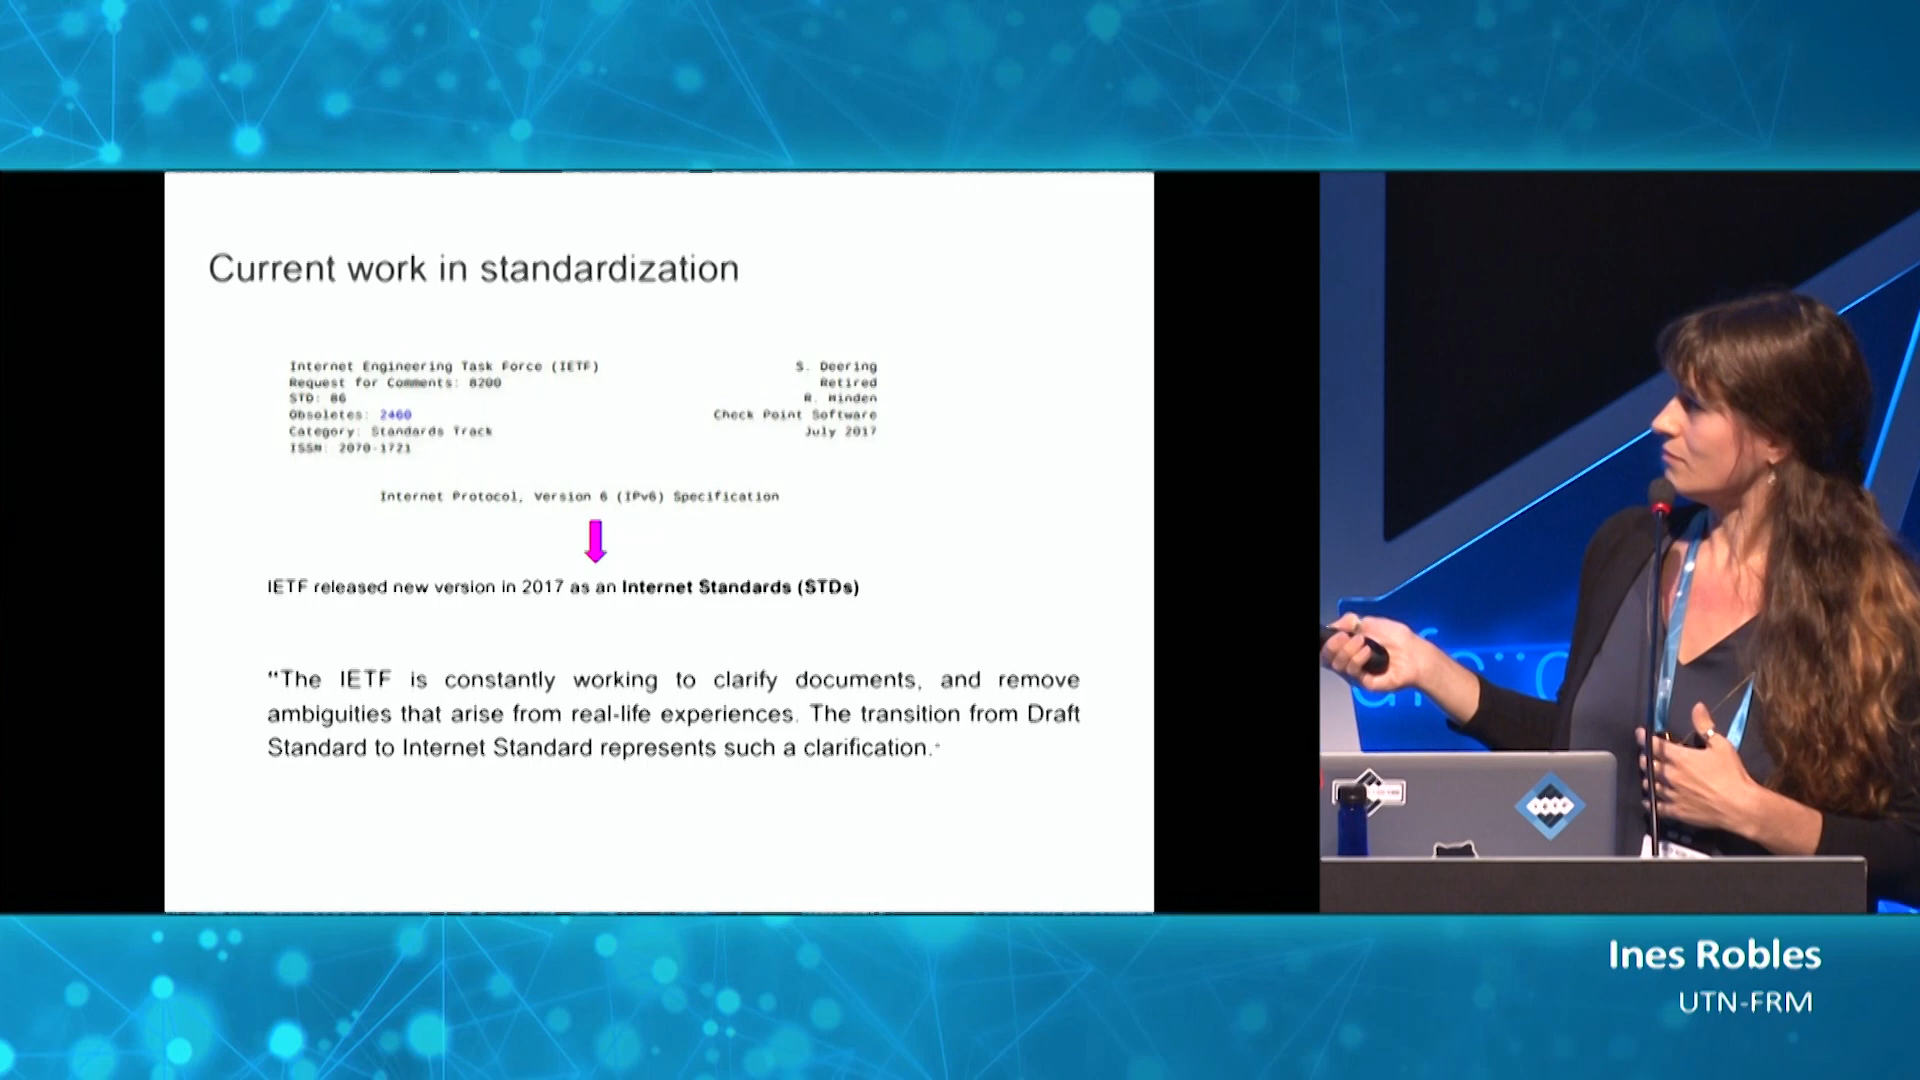 Current work in standardization
Internet Engineering Task Force (IETF) S. Deering
Request for Comments: 8200 Retired
STD: 86 R. Hinden
Obsoletes: 2460 Check Point Software
Category: Standards Track July 2017
ISSN: 2070-1721
Internet Protocol, Version 6 (IPv6) Specification
IETF released new version in 2017 as an Internet Standards (STDs)
“The IETF is constantly working to clarify documents, and remove
ambiguities that arise from real-life experiences. The transition from Draft
Standard to Internet Standard represents such a clarification.”
Ines Robles
UTN-FRM